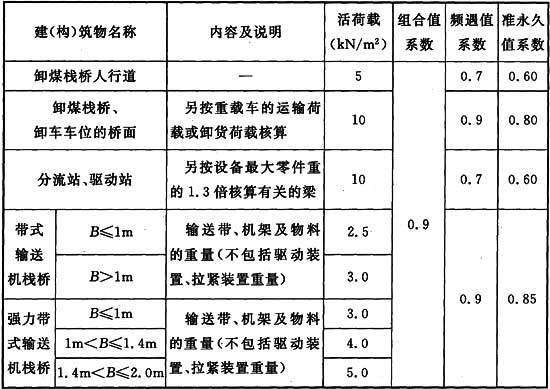 建(构)筑物名称
内容及说明
活荷载
(kN/m²)
组合值
系数
频遇值
系数
准永久
值系数
卸煤栈桥人行道
—
5
0.7
0.60
卸煤栈桥、
卸车车位的桥面
另按重载车的运输荷
载或卸货荷载核算
10
0.9
0.80
分流站、驱动站
另按设备最大零件重
的1.3倍核算有关的梁
10
0.7
0.60
0.9
带式
输送
机栈桥
B≤1m
输送带、机架及物料
的重量(不包括驱动装
置、拉紧装置重量)
2.5
B>1m
3.0
0.9
0.85
强力带
式输送
机栈桥
B≤1m
输送带、机架及物料
的重量(不包括驱动装
置、拉紧装置重量)
3.0
1m<B≤1.4m
4.0
1.4m<B≤2.0m
5.0